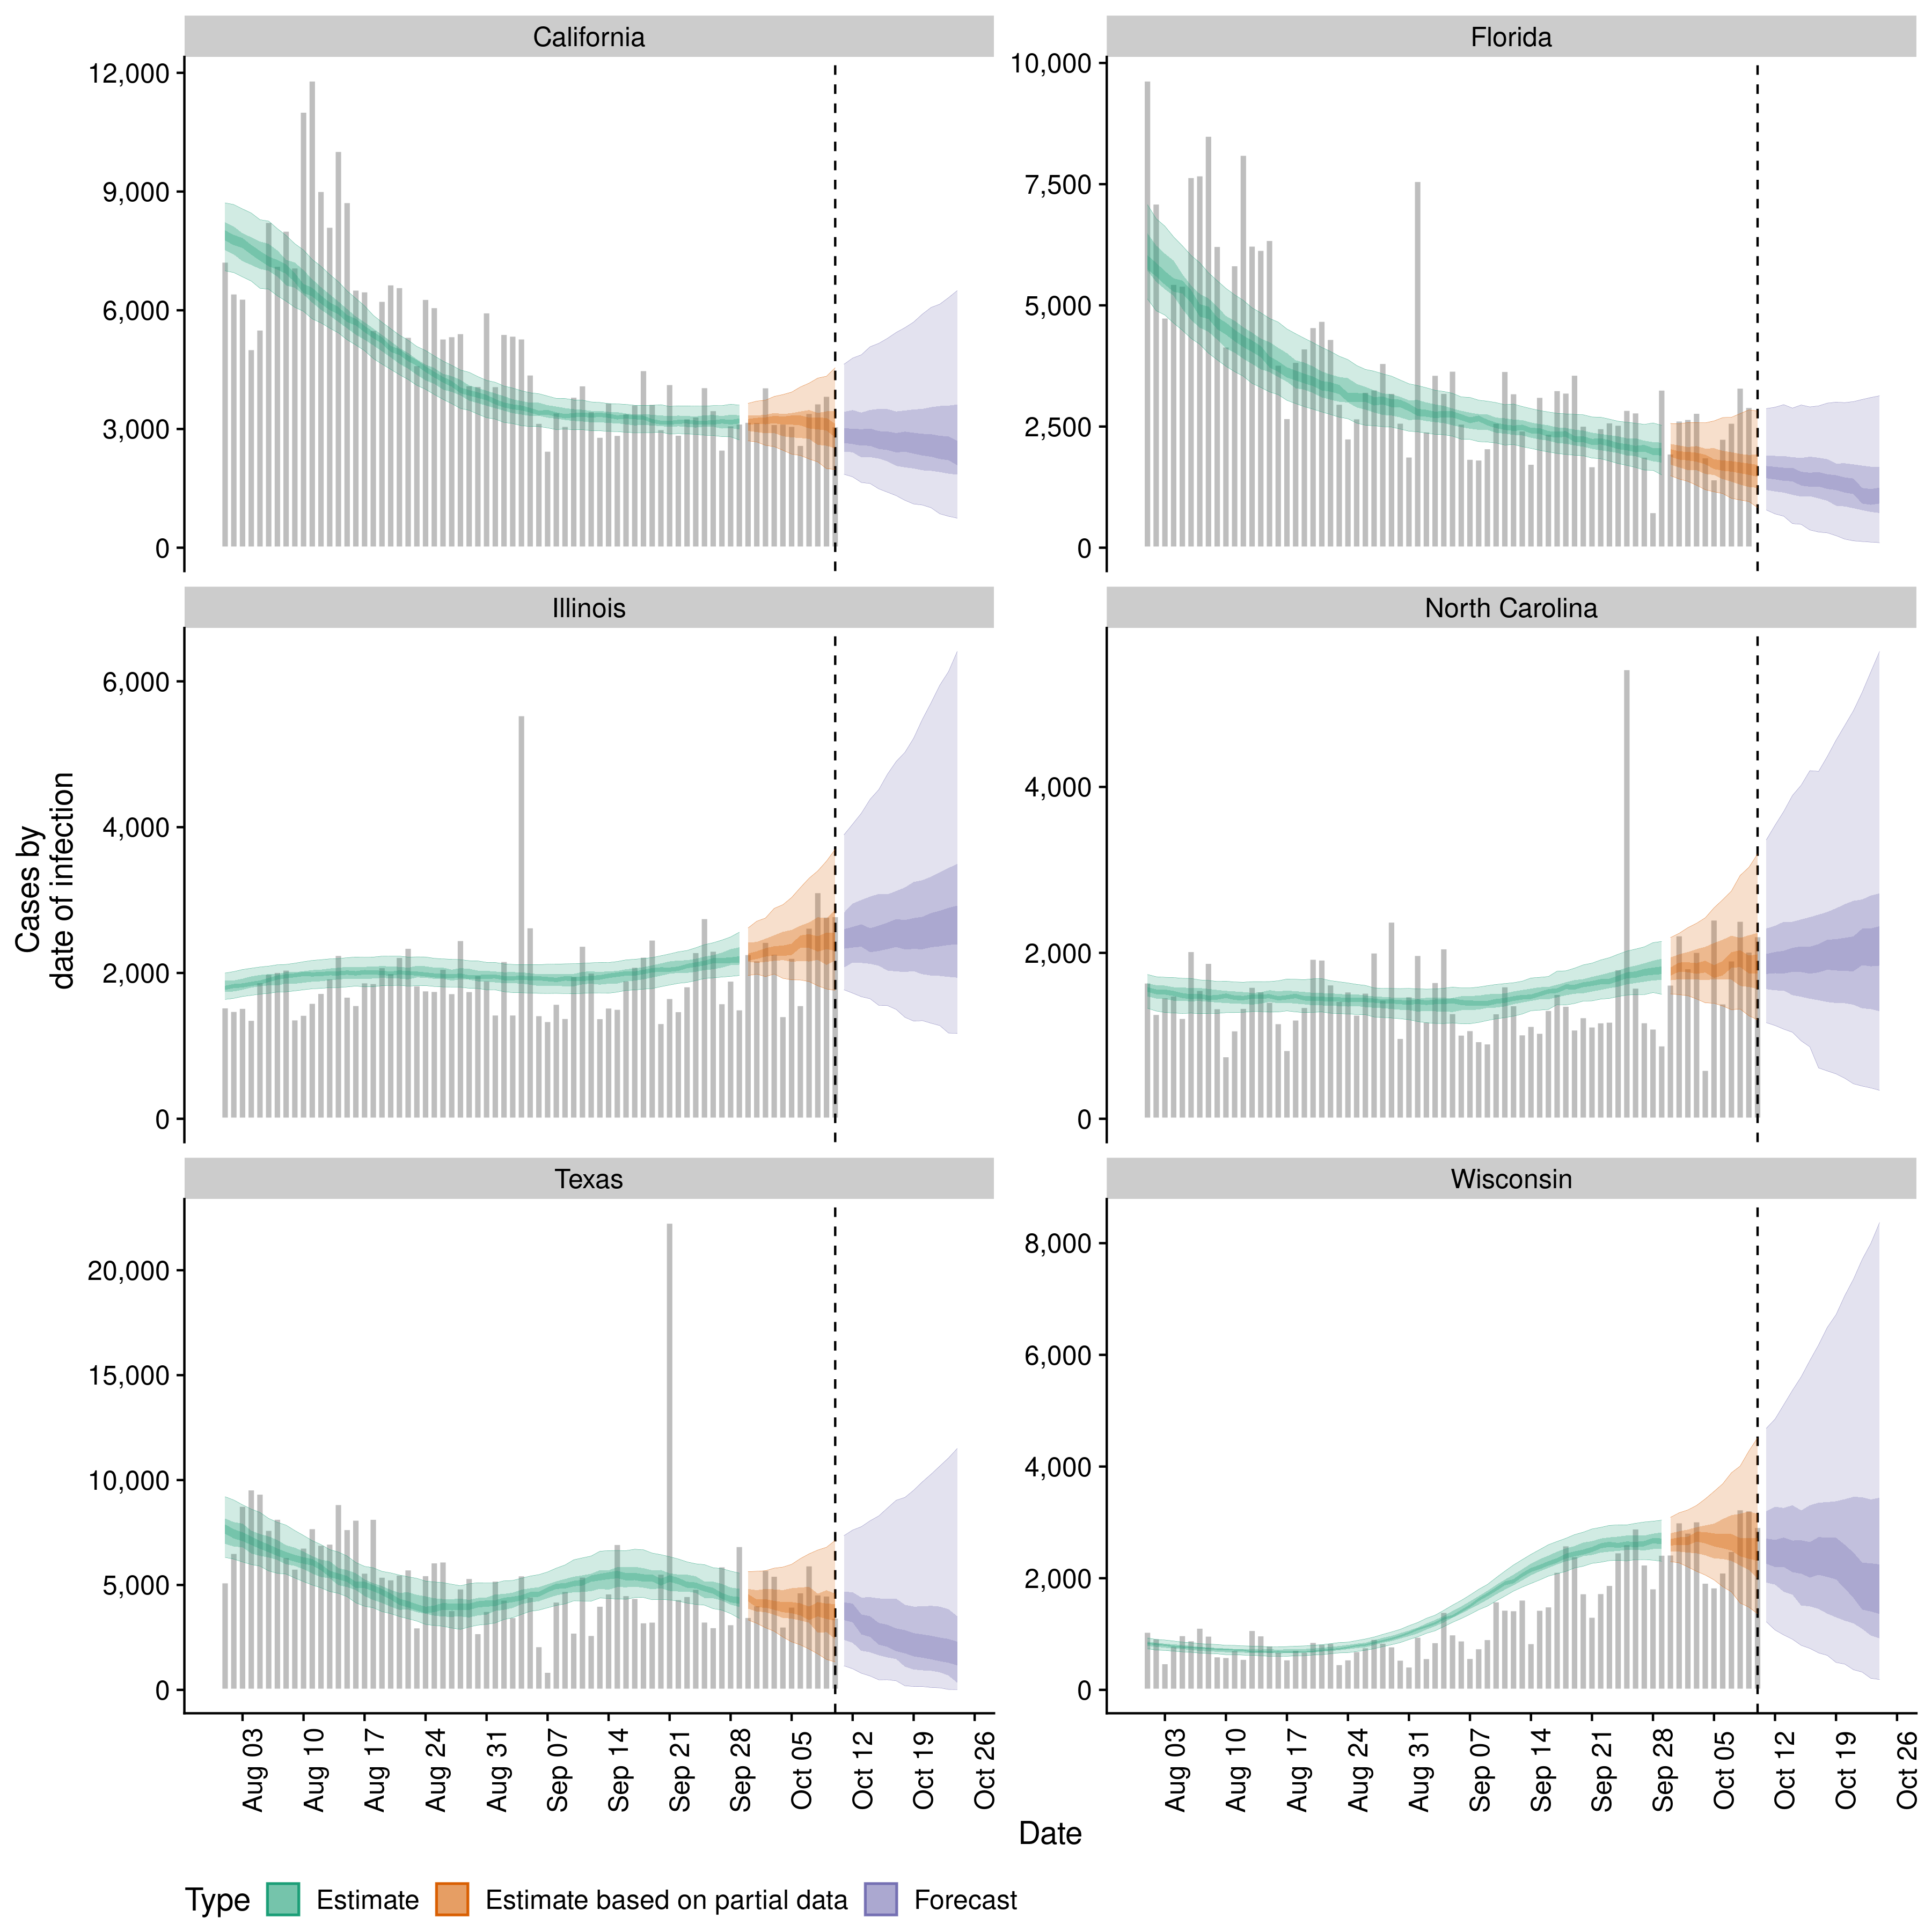 California
Florida
12,000
9,000
6,000
3,000
0
10,000
7,500
5,000
2,500
0
Illinois
North Carolina
6,000
4,000
2,000
0
4,000
2,000
0
Texas
Wisconsin
20,000
15,000
10,000
5,000
0
8,000
6,000
4,000
2,000
0
Cases by
date of infection
Aug 03
Aug 10
Aug 17
Aug 24
Aug 31
Sep 07
Sep 14
Sep 21
Sep 28
Oct 05
Oct 12
Oct 19
Oct 26
Aug 03
Aug 10
Aug 17
Aug 24
Aug 31
Sep 07
Sep 14
Sep 21
Sep 28
Oct 05
Oct 12
Oct 19
Oct 26
Date
Type Estimate Estimate based on partial data Forecast